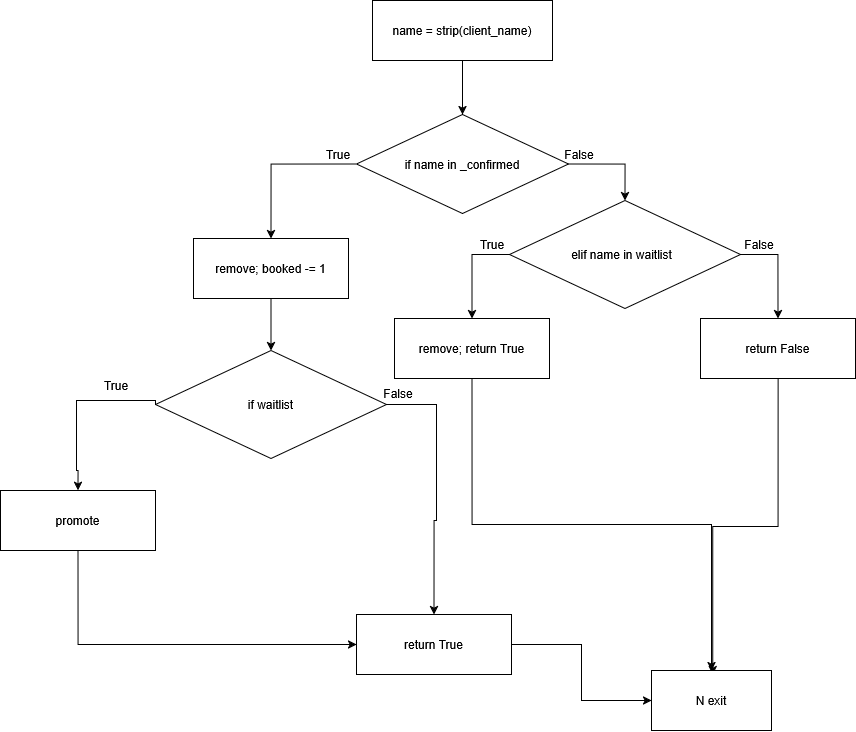 name = strip(client_name)
if name in _confirmed
True
False
elif name in waitlist
True
False
remove; booked -= 1
remove; return True
return False
if waitlist
True
False
promote
return True
N exit